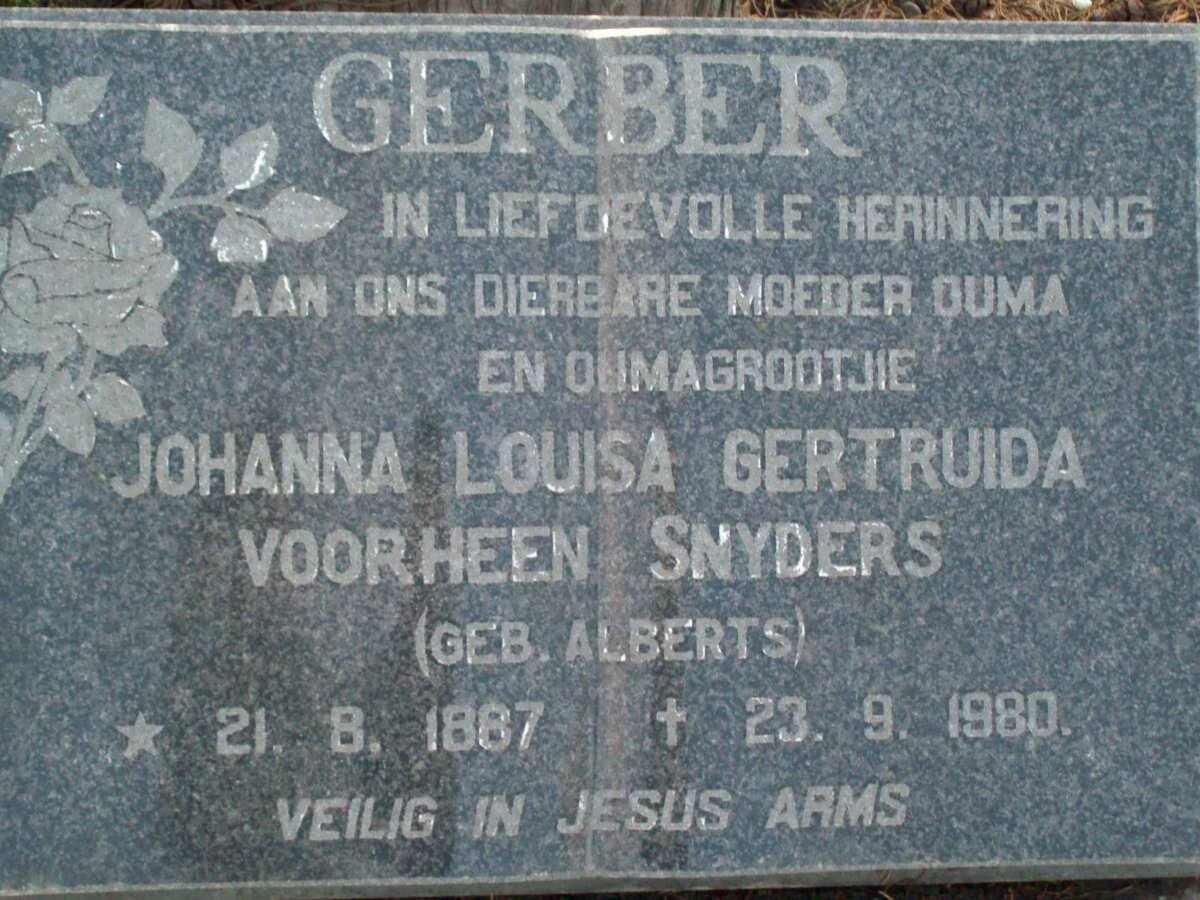 GERBER
IN LIEFDEVOLLE HERINNERING
AAN ONS DIERBARE MOEDER OUMA
EN OUMAGROOTJIE
JOHANNA LOUISA GERTRUIDA
VOORHEEN SNYDERS
(GEB. ALBERTS)
★ 21. 8. 1887 ✝ 23. 9. 1980.
VEILIG IN JESUS ARMS